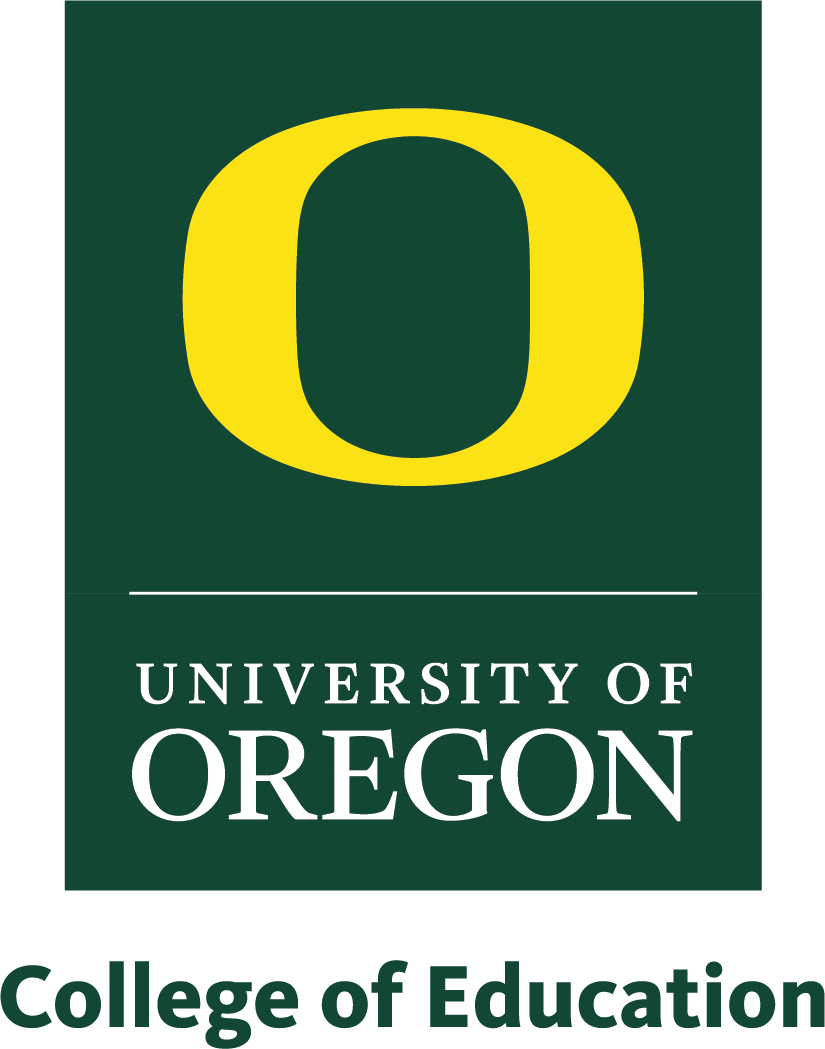 O
UNIVERSITY OF
OREGON
College of Education